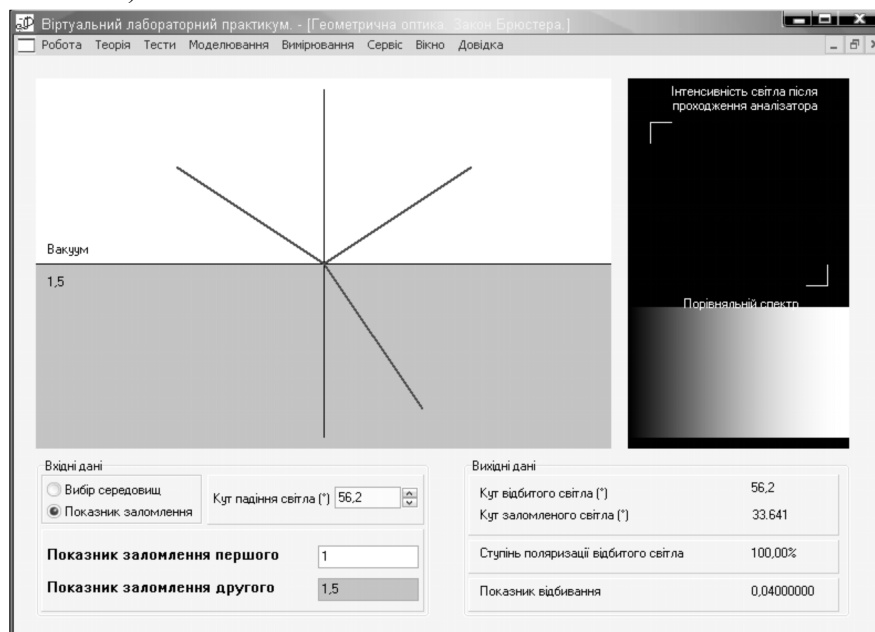 Віртуальний лабораторний практикум. - [Геометрична оптика. Закон Брюстера.]
Робота Теорія Тести Моделювання Вимірювання Сервіс Вікно Довідка
Інтенсивність світла після
проходження аналізатора
Вакуум
1,5
Порівняльній спектр
Вхідні дані
Вибір середовищ
Показник заломлення
Кут падіння світла (°) 56,2
Показник заломлення першого 1
Показник заломлення другого 1,5
Вихідні дані
Кут відбитого світла (°) 56,2
Кут заломленого світла (°) 33.641
Ступінь поляризації відбитого світла 100,00%
Показник відбивання 0,04000000